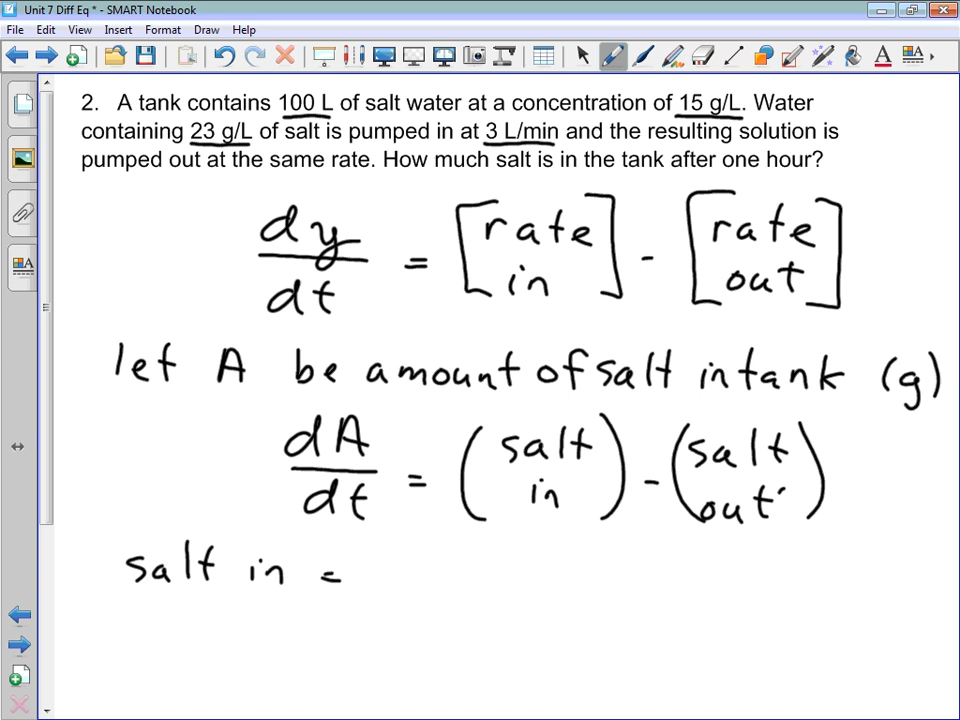 Unit 7 Diff Eq * - SMART Notebook
File Edit View Insert Format Draw Help
2. A tank contains 100 L of salt water at a concentration of 15 g/L. Water
containing 23 g/L of salt is pumped in at 3 L/min and the resulting solution is
pumped out at the same rate. How much salt is in the tank after one hour?
dy/dt = [rate in] - [rate out]
let A be amount of salt in tank (g)
dA/dt = (salt in) - (salt out)
salt in =